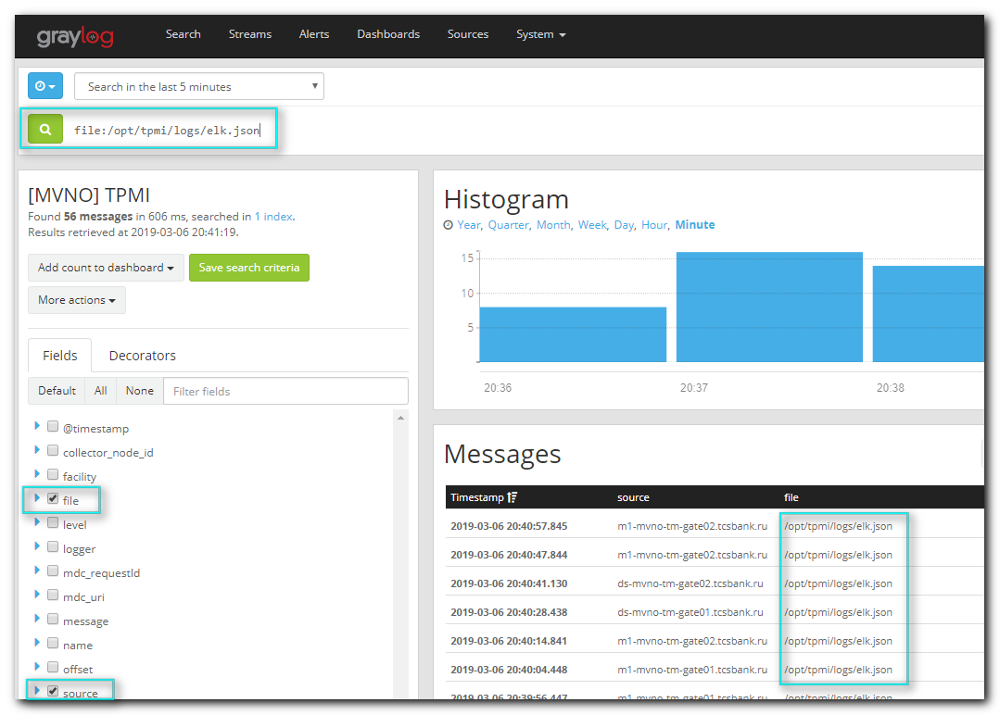 graylog Search Streams Alerts Dashboards Sources System
Search in the last 5 minutes
file:/opt/tpmi/logs/elk.json
[MVNO] TPMI
Found 56 messages in 606 ms, searched in 1 index.
Results retrieved at 2019-03-06 20:41:19.
Add count to dashboard
Save search criteria
More actions
Fields
Decorators
Default All None Filter fields
@timestamp
collector_node_id
facility
file
level
logger
mdc_requestId
mdc_uri
message
name
offset
source
Histogram
Year, Quarter, Month, Week, Day, Hour, Minute
15
10
5
20:36 20:37 20:38
Messages
Timestamp source file
2019-03-06 20:40:57.845 m1-mvno-tm-gate02.tcsbank.ru /opt/tpmi/logs/elk.json
2019-03-06 20:40:47.844 m1-mvno-tm-gate02.tcsbank.ru /opt/tpmi/logs/elk.json
2019-03-06 20:40:41.130 ds-mvno-tm-gate02.tcsbank.ru /opt/tpmi/logs/elk.json
2019-03-06 20:40:28.438 ds-mvno-tm-gate01.tcsbank.ru /opt/tpmi/logs/elk.json
2019-03-06 20:40:14.841 m1-mvno-tm-gate02.tcsbank.ru /opt/tpmi/logs/elk.json
2019-03-06 20:40:04.448 m1-mvno-tm-gate01.tcsbank.ru /opt/tpmi/logs/elk.json
2019-03-06 20:39:56.447